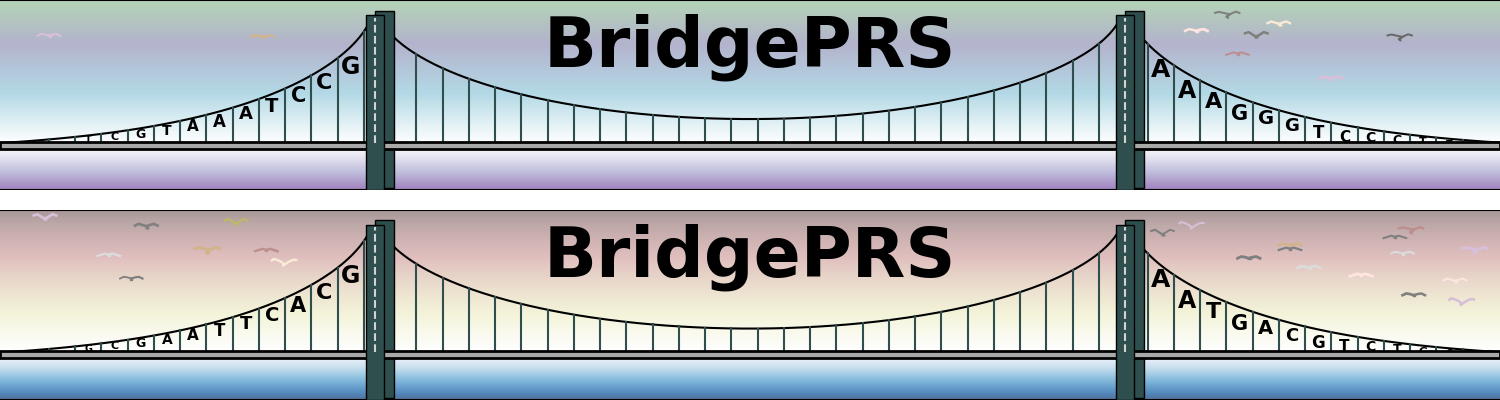 BridgePRS
C G T A A A T C C G
A A A G G G T C C C
BridgePRS
G C G A A T T C A C G
A A T G A C G T C T